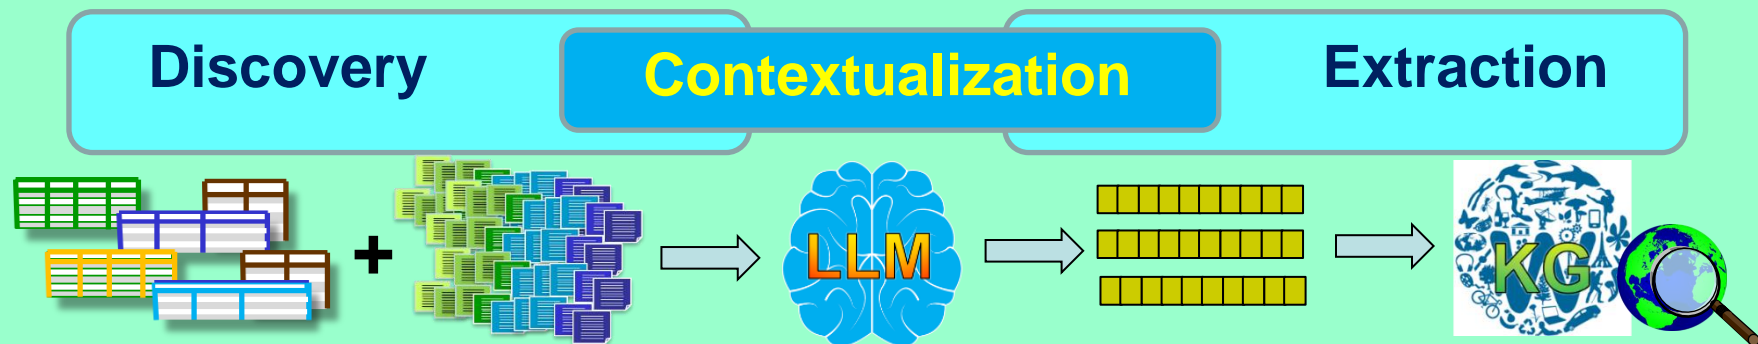 Discovery
Contextualization
Extraction
+
LLM
KG